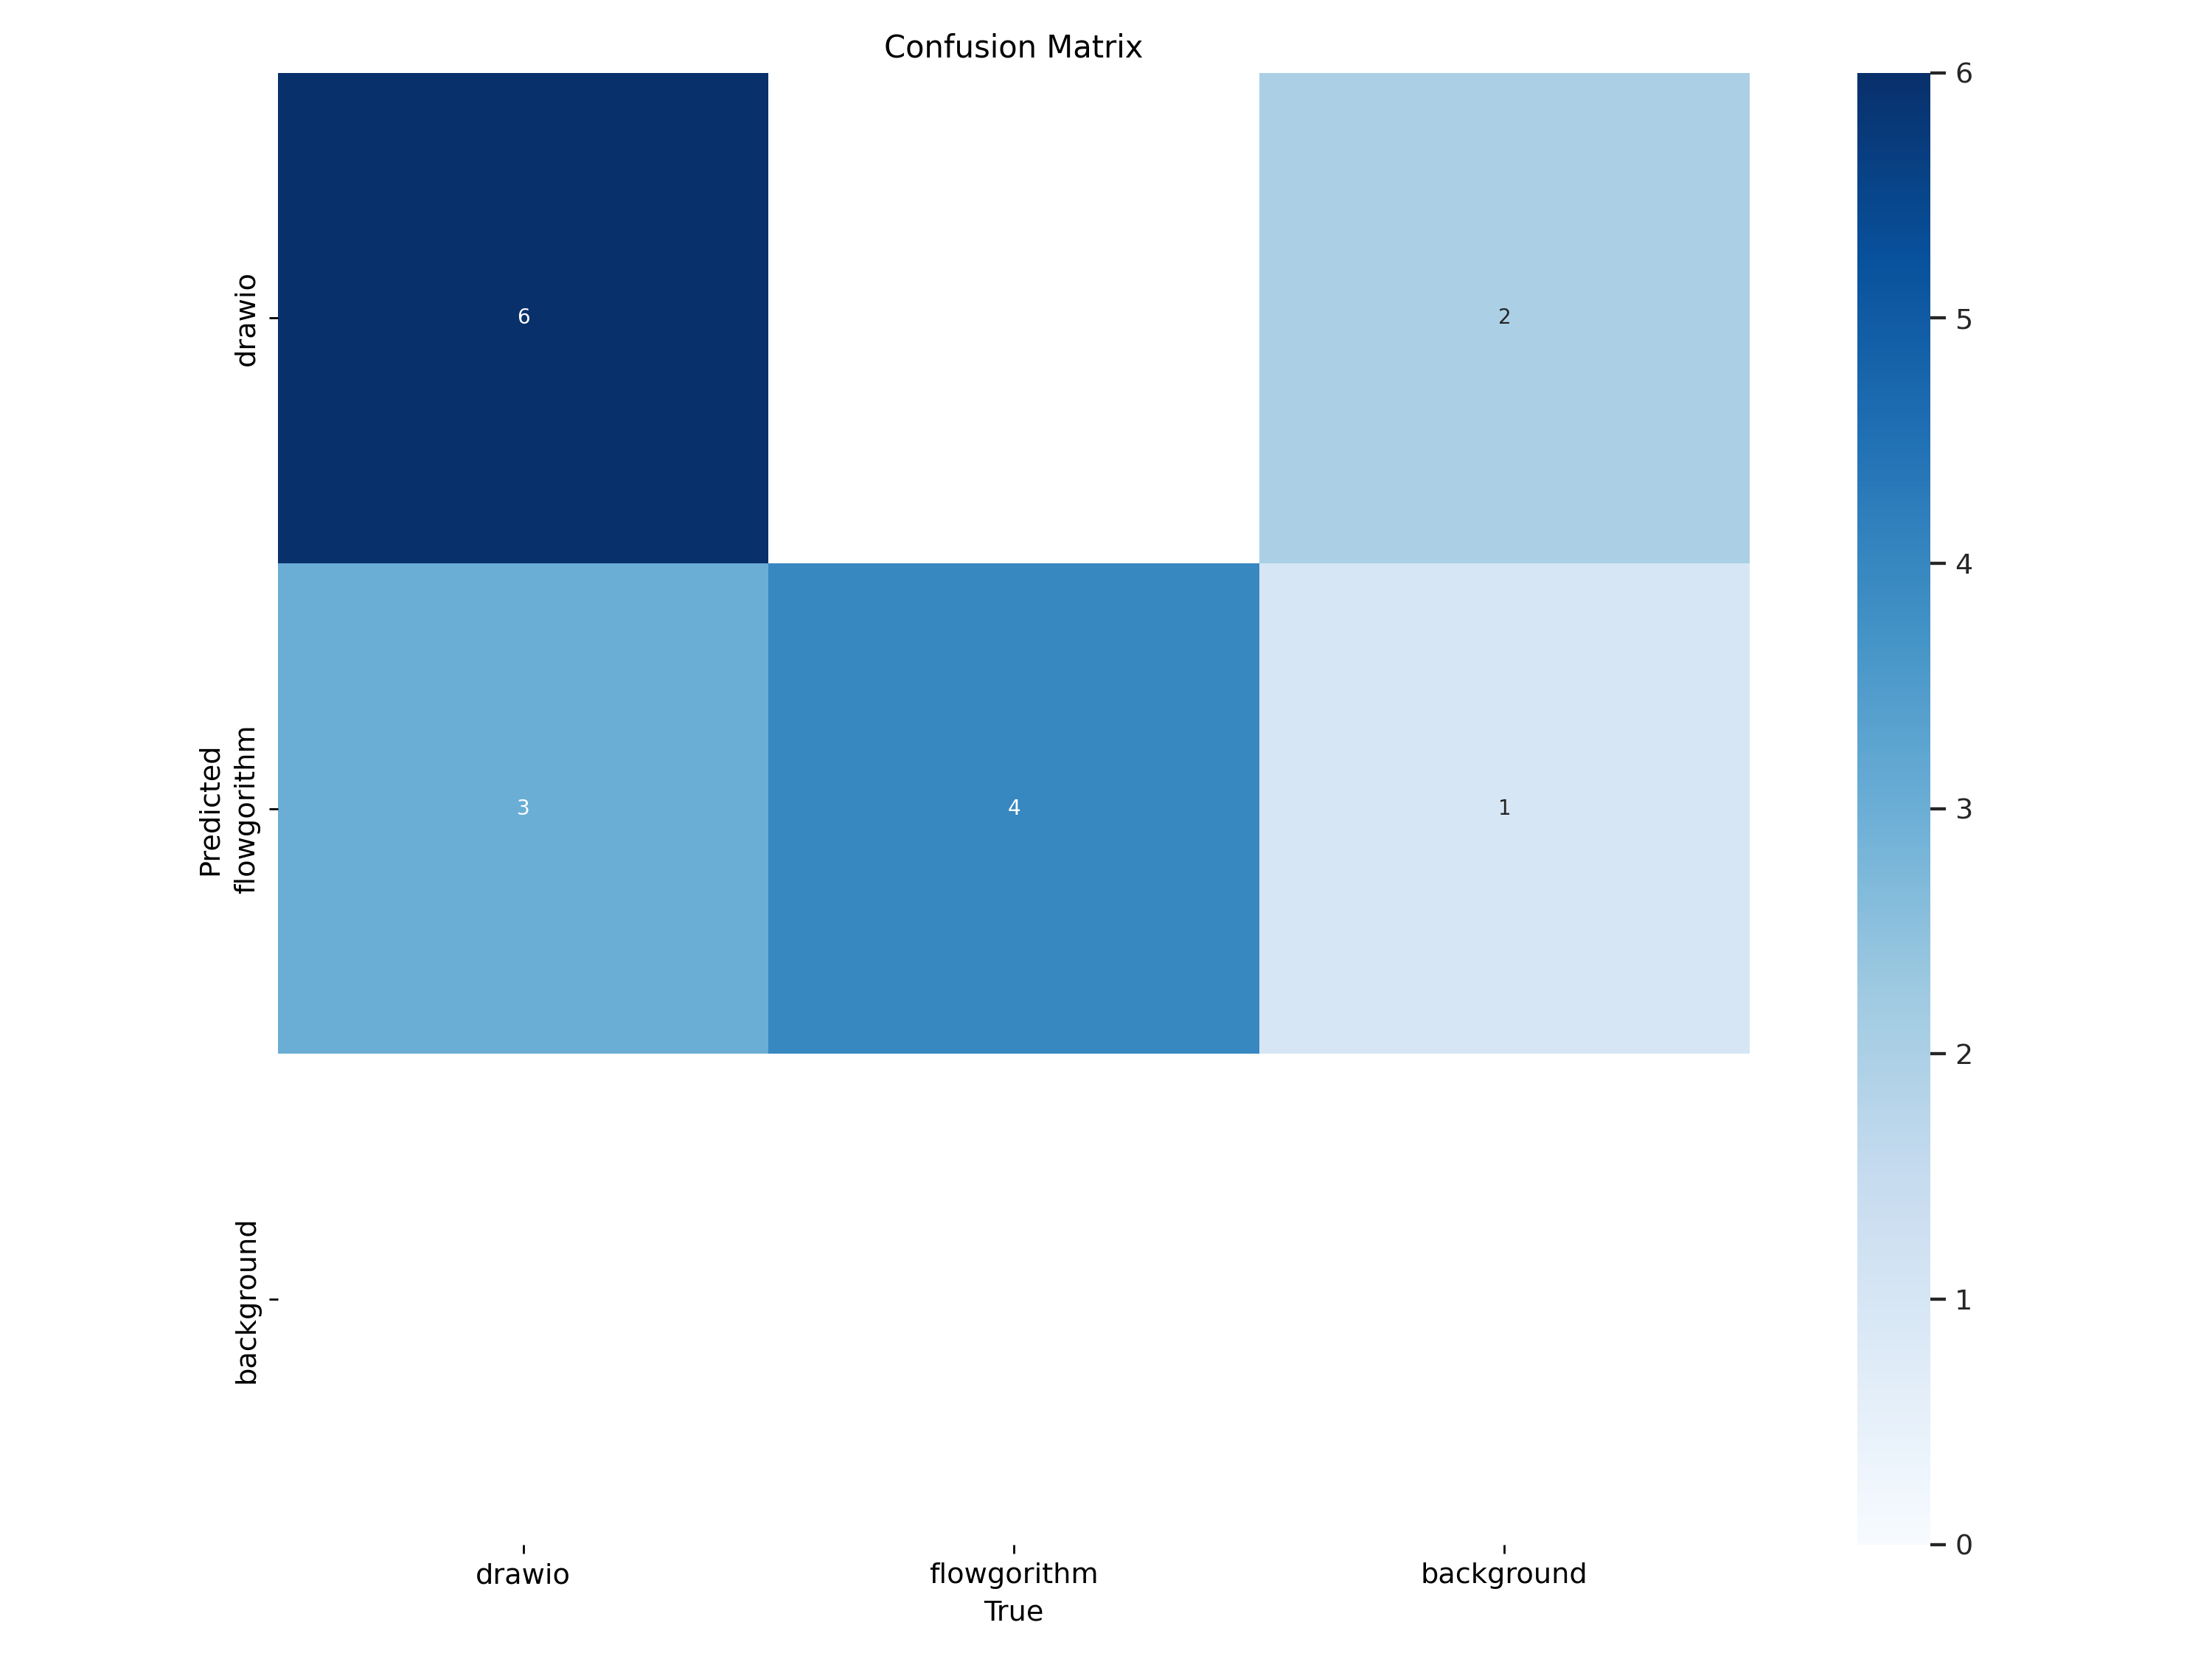 Confusion Matrix
drawio
6
2
Predicted
flowgorithm
3
4
1
background
drawio
flowgorithm
background
True
6
5
4
3
2
1
0